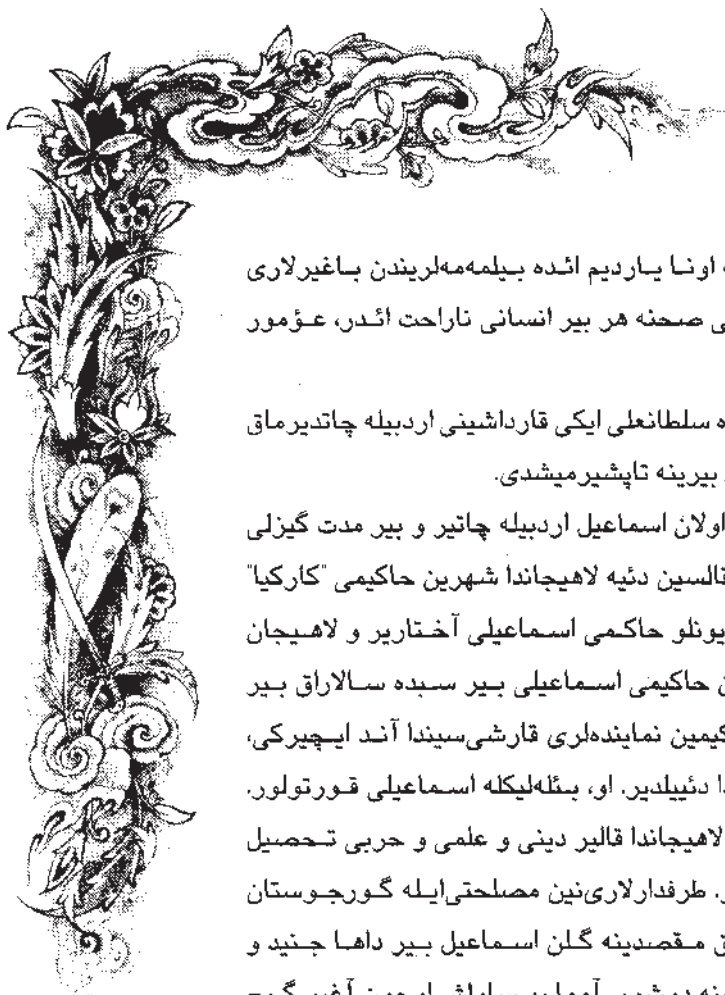 اونا یاردیم ائده بیلمه‌مه‌لریندن باغیرلاری
صحنه هر بیر انسانی ناراحت ائدر، عؤمور
سلطانعلی ایکی قارداشینی اردبیله چاتدیرماق
بیرینه تاپشیرمیشدی.
اولان اسماعیل اردبیله چاتیر و بیر مدت گیزلی
قالسین دئیه لاهیجاندا شهرین حاکیمی "کارکیا"
حاکمی اسماعیلی آختاریر و لاهیجان
حاکیمی اسماعیلی بیر سبده سالاراق بیر
نماینده‌لری قارشی‌سیندا آند ایچیرکی،
دئییلدیر. او، بئله‌لیکله اسماعیلی قورتولور.
لاهیجاندا قالیر دینی و علمی و حربی تحصیل
طرفدارلاری‌نین مصلحتی‌ایله گورجوستان
مقصدینه گلن اسماعیل بیر داها جنید و